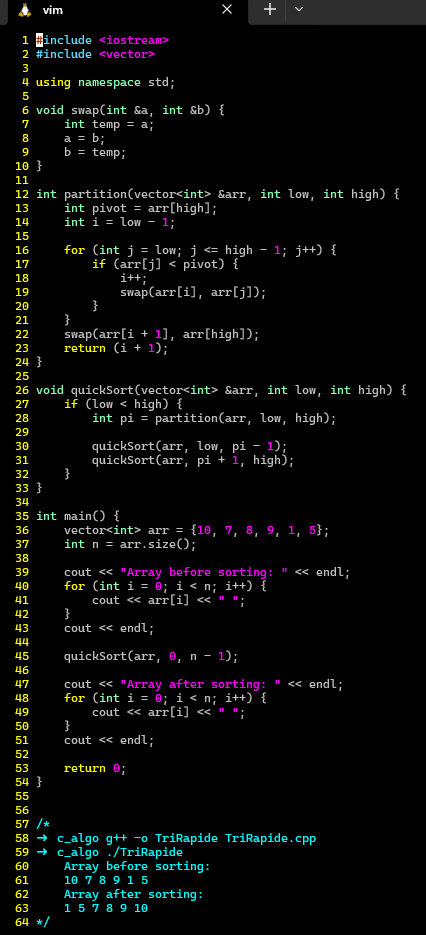 vim
1 #include <iostream>
2 #include <vector>
3
4 using namespace std;
5
6 void swap(int &a, int &b) {
7     int temp = a;
8     a = b;
9     b = temp;
10 }
11
12 int partition(vector<int> &arr, int low, int high) {
13     int pivot = arr[high];
14     int i = low - 1;
15
16     for (int j = low; j <= high - 1; j++) {
17         if (arr[j] < pivot) {
18             i++;
19             swap(arr[i], arr[j]);
20         }
21     }
22     swap(arr[i + 1], arr[high]);
23     return (i + 1);
24 }
25
26 void quickSort(vector<int> &arr, int low, int high) {
27     if (low < high) {
28         int pi = partition(arr, low, high);
29
30         quickSort(arr, low, pi - 1);
31         quickSort(arr, pi + 1, high);
32     }
33 }
34
35 int main() {
36     vector<int> arr = {10, 7, 8, 9, 1, 5};
37     int n = arr.size();
38
39     cout << "Array before sorting: " << endl;
40     for (int i = 0; i < n; i++) {
41         cout << arr[i] << " ";
42     }
43     cout << endl;
44
45     quickSort(arr, 0, n - 1);
46
47     cout << "Array after sorting: " << endl;
48     for (int i = 0; i < n; i++) {
49         cout << arr[i] << " ";
50     }
51     cout << endl;
52
53     return 0;
54 }
55
56
57 /*
58 → c_algo g++ -o TriRapide TriRapide.cpp
59 → c_algo ./TriRapide
60     Array before sorting:
61     10 7 8 9 1 5
62     Array after sorting:
63     1 5 7 8 9 10
64 */